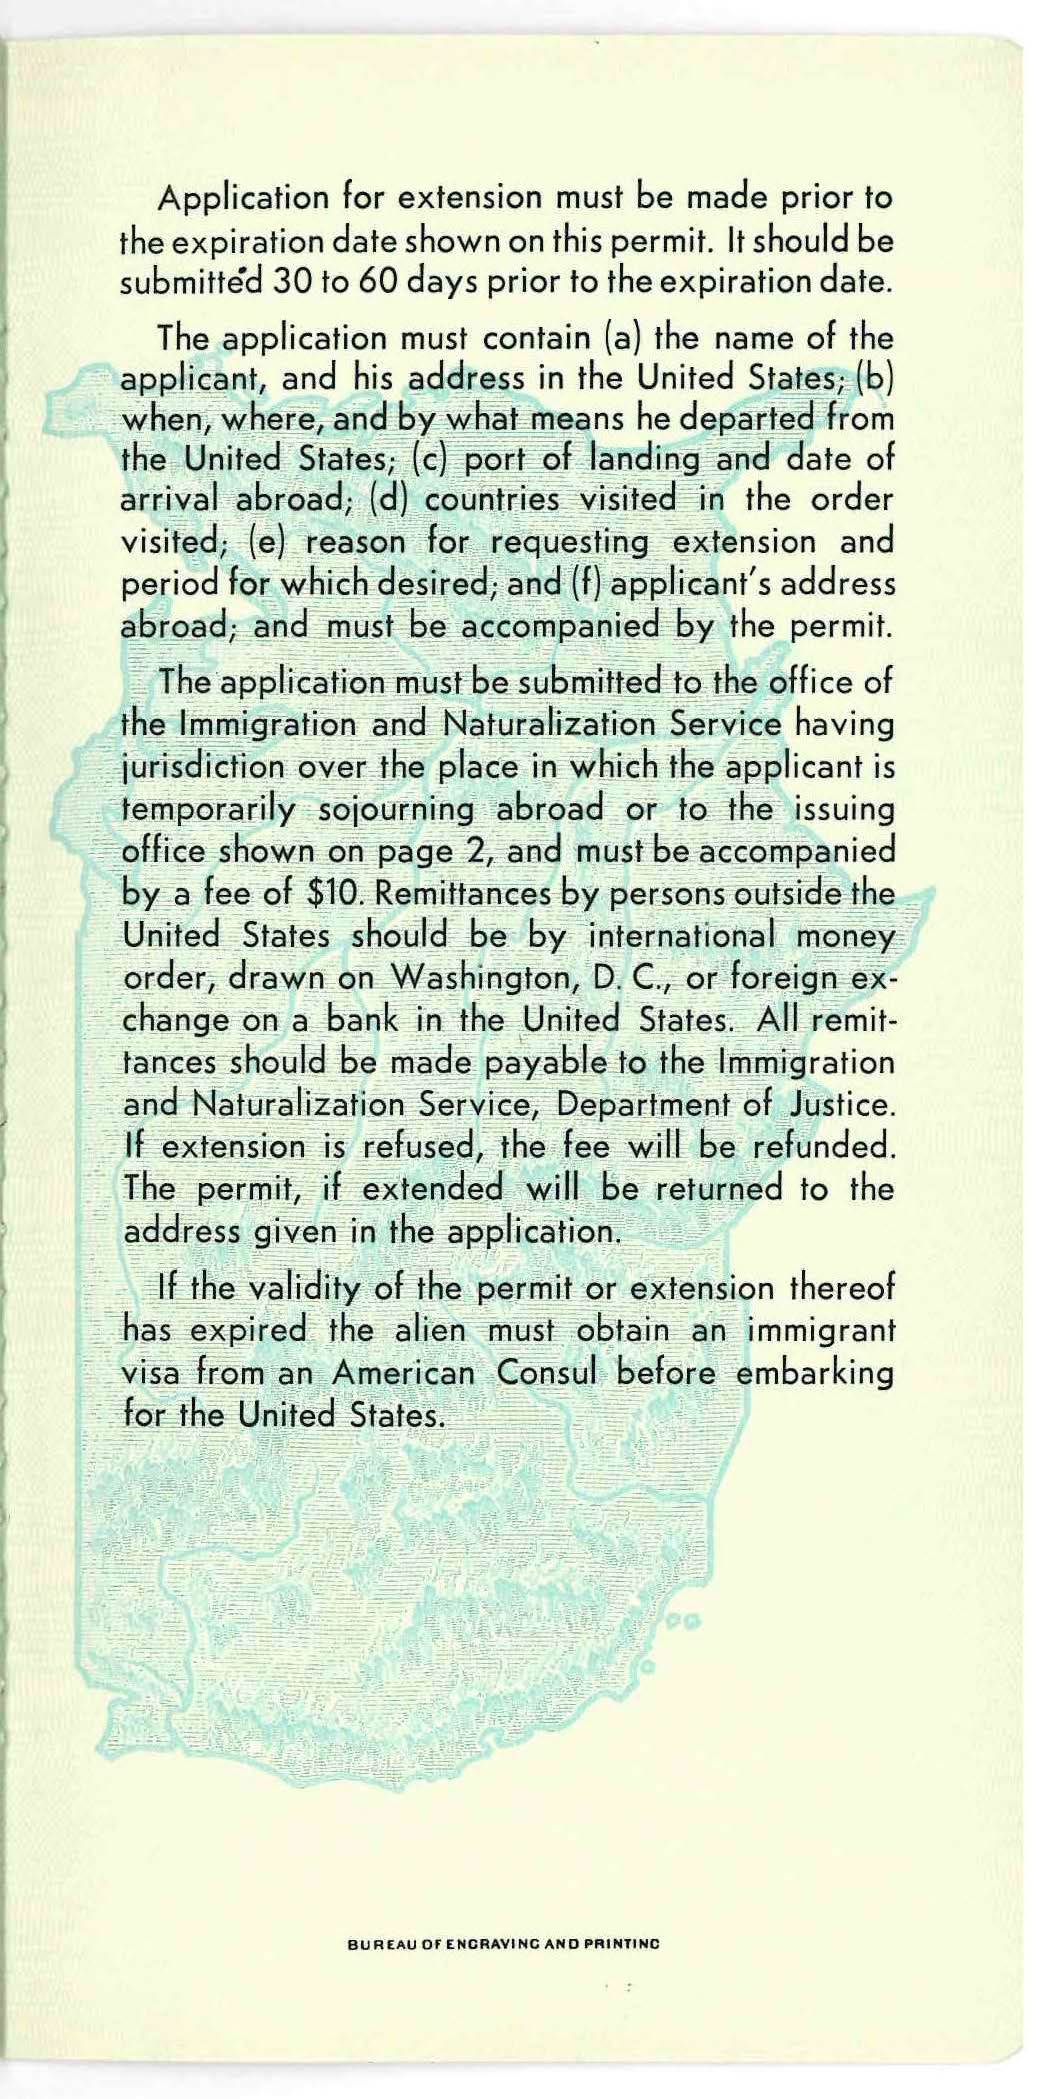 Application for extension must be made prior to
the expiration date shown on this permit. It should be
submitted 30 to 60 days prior to the expiration date.
The application must contain (a) the name of the
applicant, and his address in the United States; (b)
when, where, and by what means he departed from
the United States; (c) port of landing and date of
arrival abroad; (d) countries visited in the order
visited; (e) reason for requesting extension and
period for which desired; and (f) applicant's address
abroad; and must be accompanied by the permit.
The application must be submitted to the office of
the Immigration and Naturalization Service having
jurisdiction over the place in which the applicant is
temporarily sojourning abroad or to the issuing
office shown on page 2, and must be accompanied
by a fee of $10. Remittances by persons outside the
United States should be by international money
order, drawn on Washington, D. C., or foreign ex-
change on a bank in the United States. All remit-
tances should be made payable to the Immigration
and Naturalization Service, Department of Justice.
If extension is refused, the fee will be refunded.
The permit, if extended will be returned to the
address given in the application.
If the validity of the permit or extension thereof
has expired the alien must obtain an immigrant
visa from an American Consul before embarking
for the United States.
BUREAU OF ENGRAVING AND PRINTING